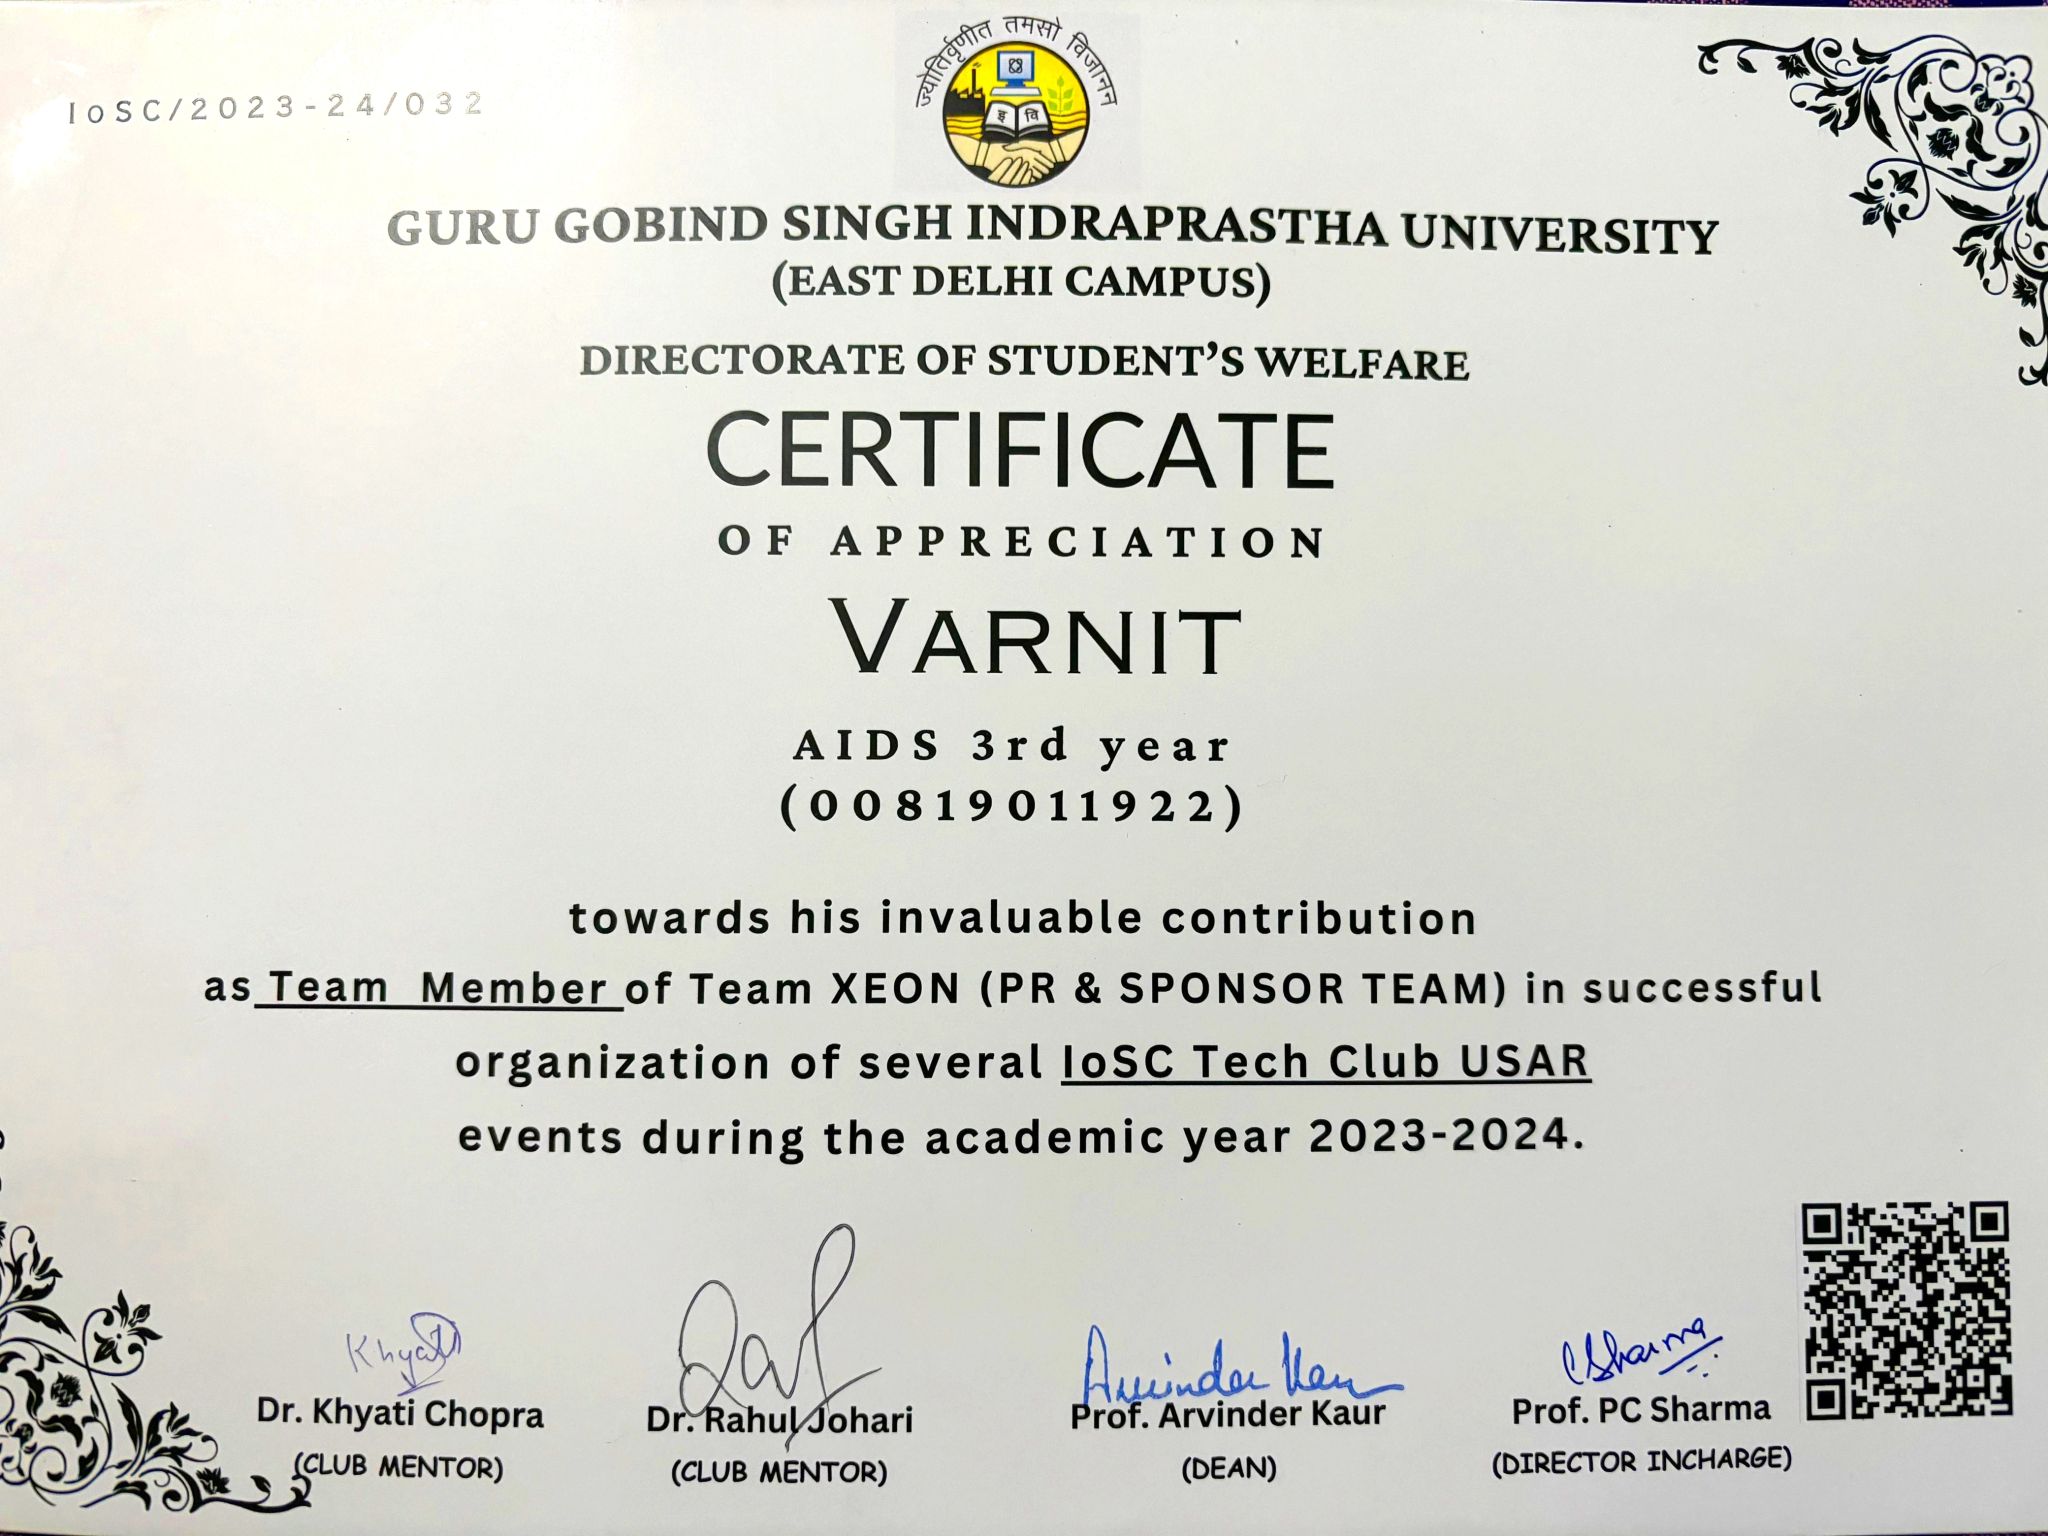 IoSC/2023-24/032
ज्योतिर्वृणीत तमसो विजानन
इ वि
GURU GOBIND SINGH INDRAPRASTHA UNIVERSITY
(EAST DELHI CAMPUS)
DIRECTORATE OF STUDENT’S WELFARE
CERTIFICATE
OF APPRECIATION
VARNIT
AIDS 3rd year
(00819011922)
towards his invaluable contribution
as Team Member of Team XEON (PR & SPONSOR TEAM) in successful
organization of several IoSC Tech Club USAR
events during the academic year 2023-2024.
Khyati
Arvinder Kaur
CSharma
Dr. Khyati Chopra
Dr. Rahul Johari
Prof. Arvinder Kaur
Prof. PC Sharma
(CLUB MENTOR)
(CLUB MENTOR)
(DEAN)
(DIRECTOR INCHARGE)